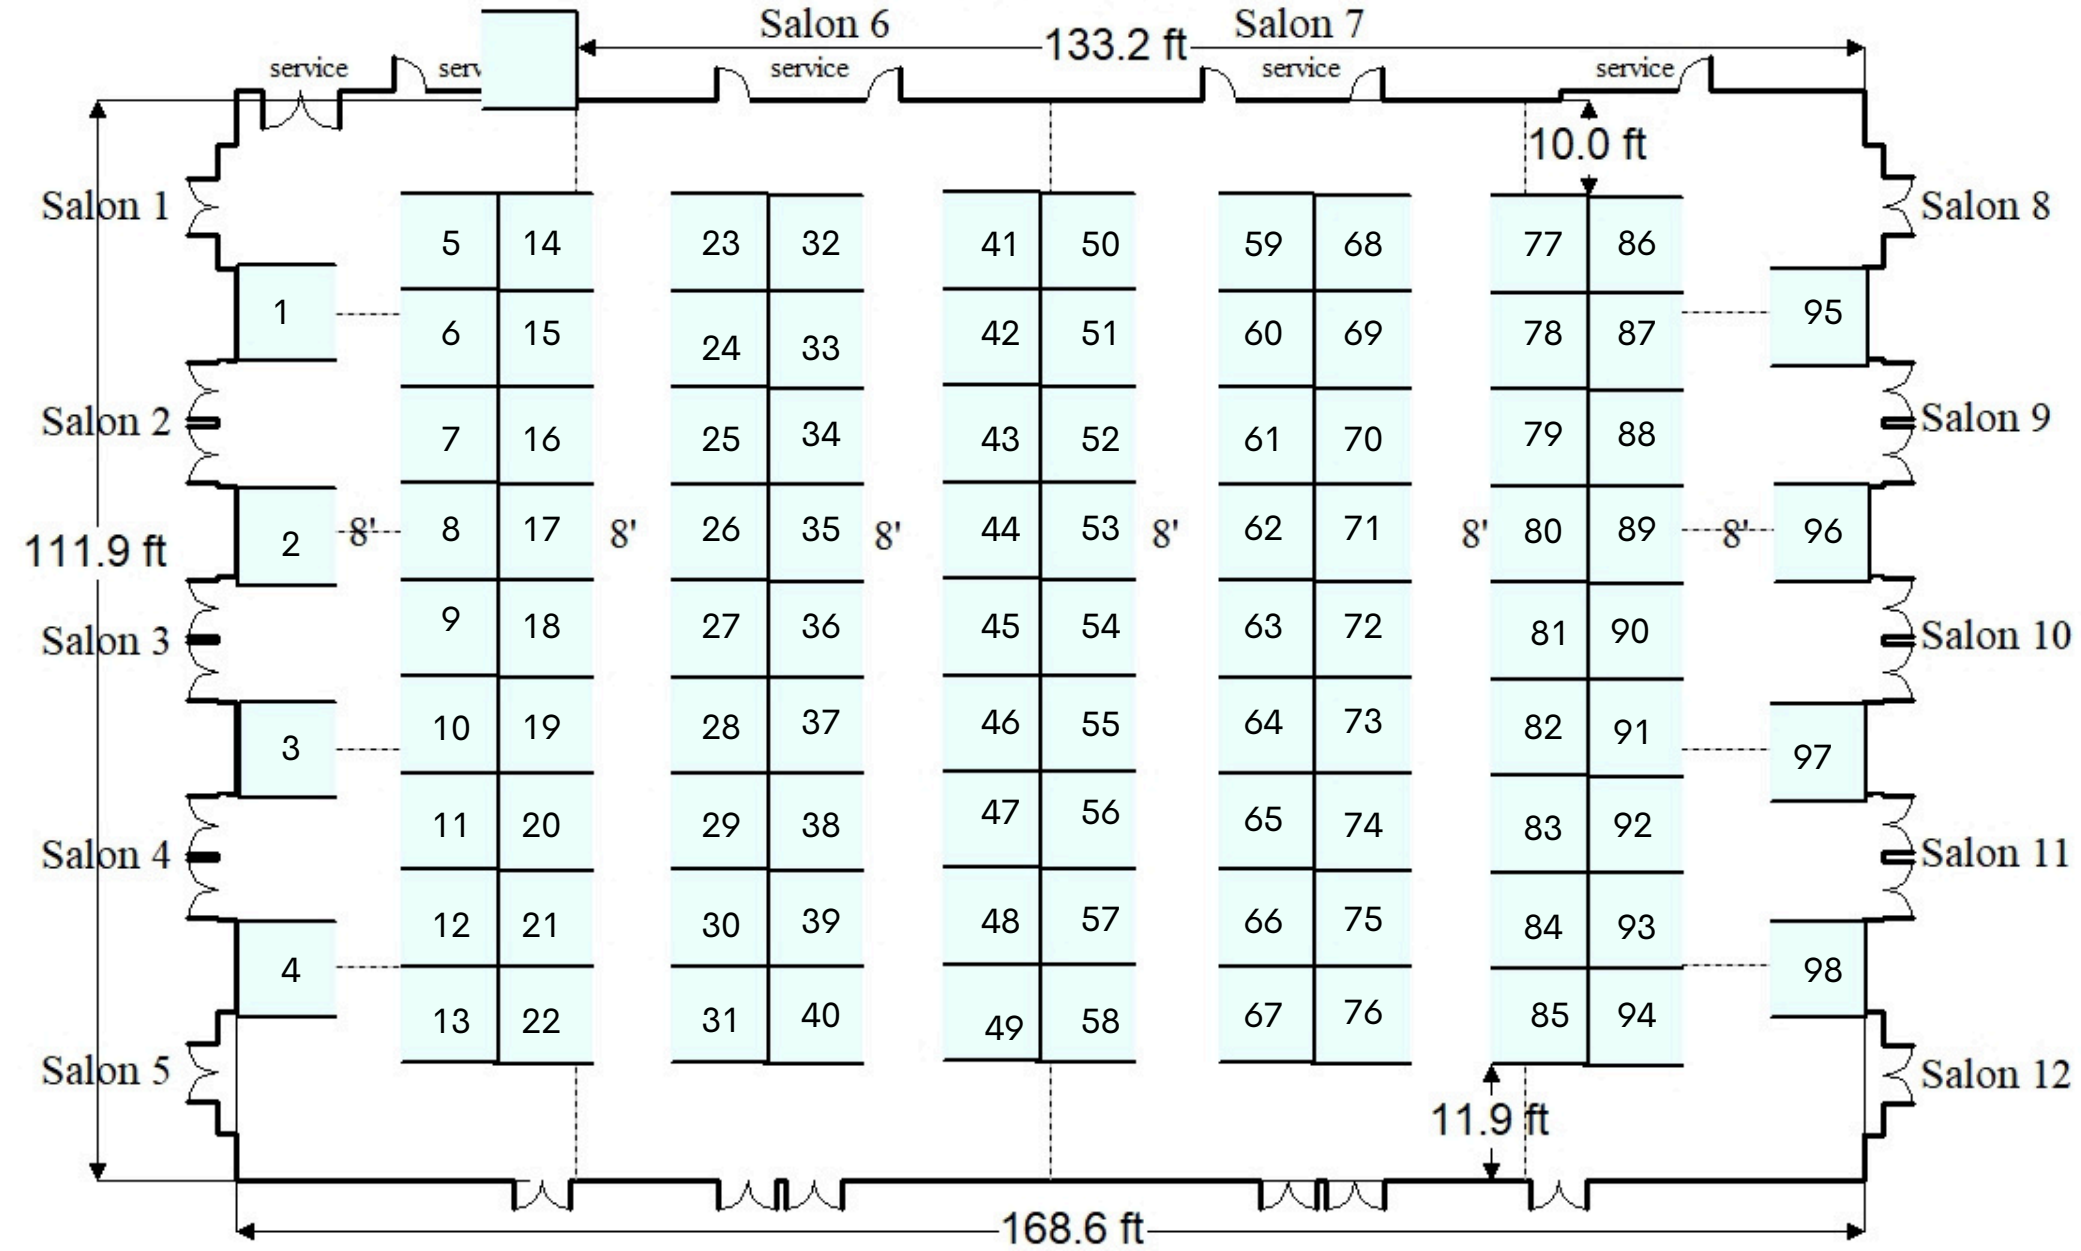 Salon 6
Salon 7
133.2 ft
service
serv
service
service
service
10.0 ft
Salon 1
Salon 8
5 14 23 32 41 50 59 68 77 86
1
95
6 15 24 33 42 51 60 69 78 87
Salon 2
Salon 9
7 16 25 34 43 52 61 70 79 88
111.9 ft
2 8' 8 17 8' 26 35 8' 44 53 8' 62 71 8' 80 89 8' 96
Salon 3
Salon 10
9 18 27 36 45 54 63 72 81 90
3
97
10 19 28 37 46 55 64 73 82 91
Salon 4
Salon 11
11 20 29 38 47 56 65 74 83 92
12 21 30 39 48 57 66 75 84 93
4
98
13 22 31 40 49 58 67 76 85 94
Salon 5
Salon 12
11.9 ft
168.6 ft